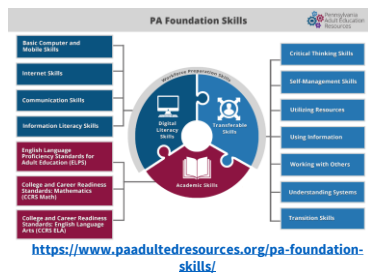 PA Foundation Skills
Pennsylvania
Adult Education
Resources
Basic Computer and
Mobile Skills
Internet Skills
Communication Skills
Information Literacy Skills
English Language
Proficiency Standards for
Adult Education (ELPS)
College and Career Readiness
Standards: Mathematics
(CCRS Math)
College and Career Readiness
Standards: English Language
Arts (CCRS ELA)
Workforce Preparation Skills
Digital
Literacy
Skills
Transferable
Skills
Academic Skills
Critical Thinking Skills
Self-Management Skills
Utilizing Resources
Using Information
Working with Others
Understanding Systems
Transition Skills
https://www.paadultedresources.org/pa-foundation-
skills/